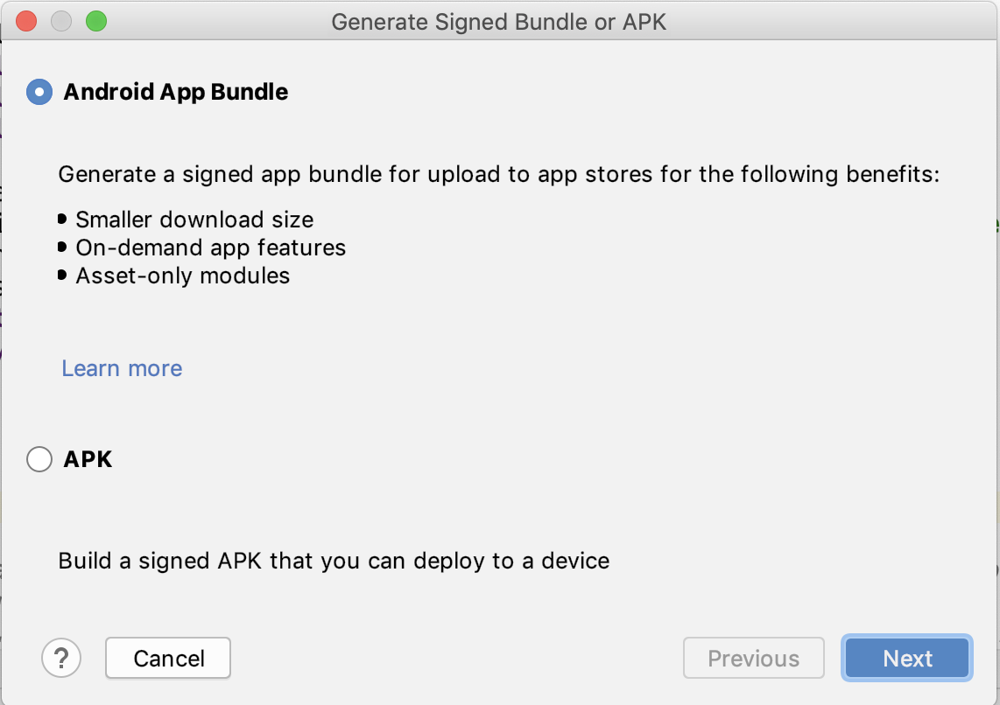 Generate Signed Bundle or APK
Android App Bundle
Generate a signed app bundle for upload to app stores for the following benefits:
Smaller download size
On-demand app features
Asset-only modules
Learn more
APK
Build a signed APK that you can deploy to a device
? Cancel Previous Next